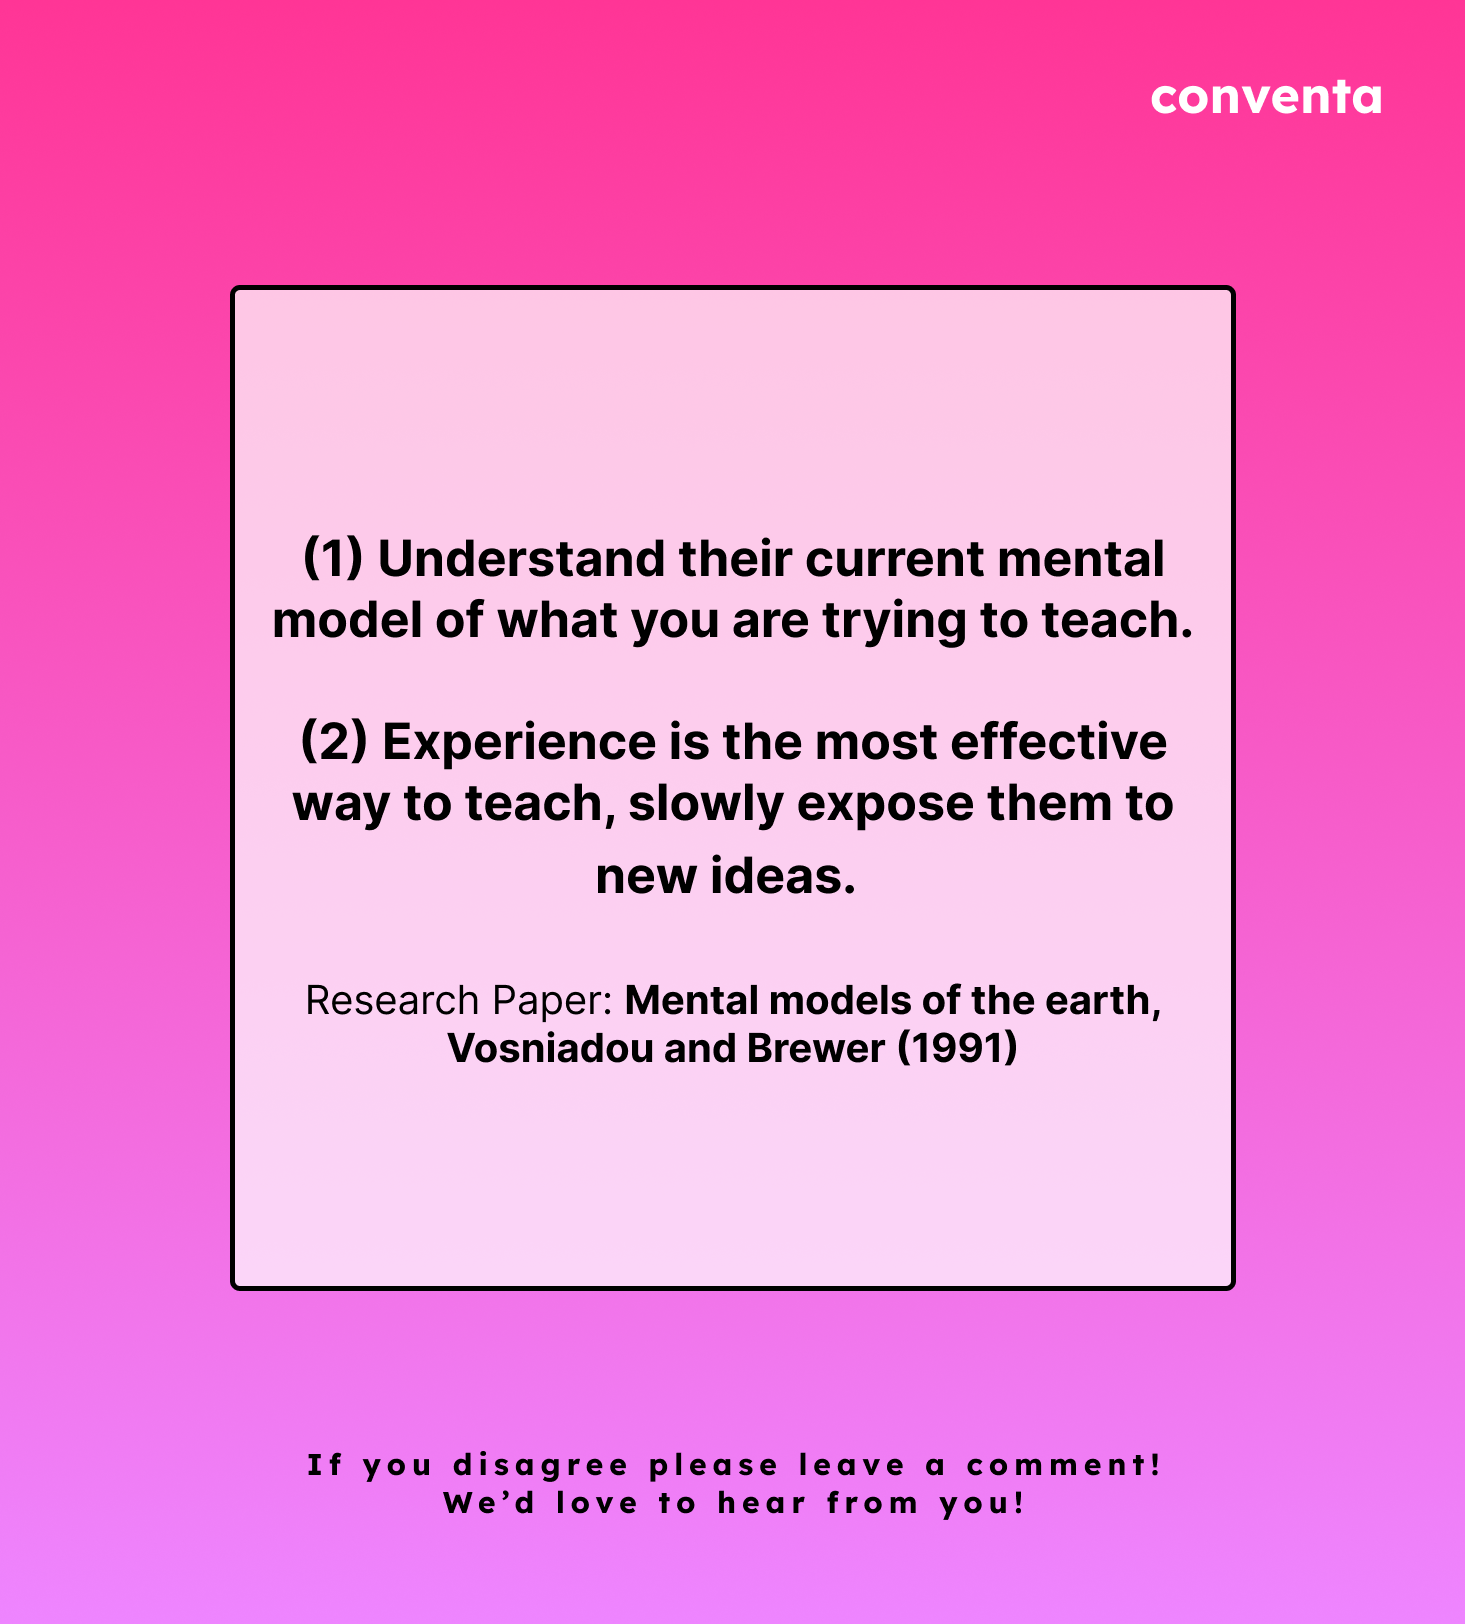 conventa
(1) Understand their current mental
model of what you are trying to teach.
(2) Experience is the most effective
way to teach, slowly expose them to
new ideas.
Research Paper: Mental models of the earth,
Vosniadou and Brewer (1991)
If you disagree please leave a comment!
We’d love to hear from you!